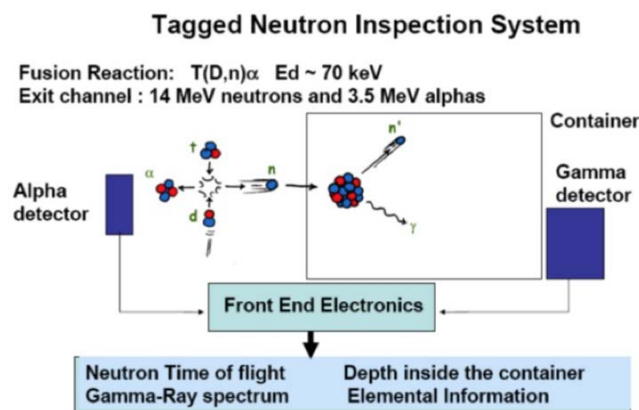 Tagged Neutron Inspection System
Fusion Reaction: T(D,n)α Ed ~ 70 keV
Exit channel : 14 MeV neutrons and 3.5 MeV alphas
Container
t
n'
α
n
Gamma
detector
Alpha
detector
d
γ
Front End Electronics
Neutron Time of flight Depth inside the container
Gamma-Ray spectrum Elemental Information